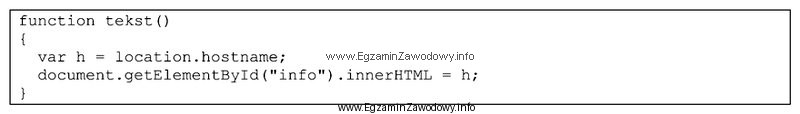 function tekst()
{
var h = location.hostname; www.EgzaminZawodowy.info
document.getElementById("info").innerHTML = h;
}
www.EgzaminZawodowy.info